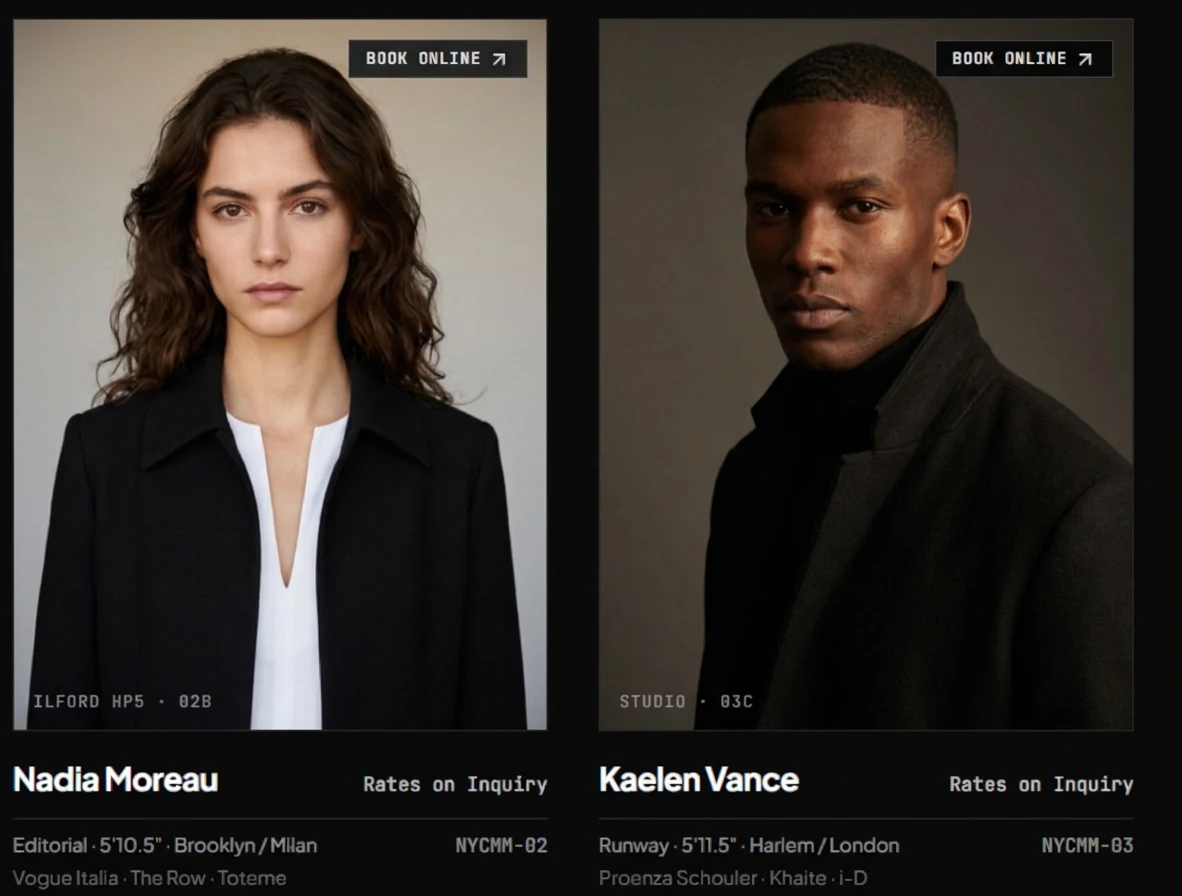 BOOK ONLINE ↗
ILFORD HP5 · 02B
Nadia Moreau
Rates on Inquiry
Editorial · 5'10.5" · Brooklyn / Milan
NYCMM-02
Vogue Italia · The Row · Toteme
BOOK ONLINE ↗
STUDIO · 03C
Kaelen Vance
Rates on Inquiry
Runway · 5'11.5" · Harlem / London
NYCMM-03
Proenza Schouler · Khaite · i-D